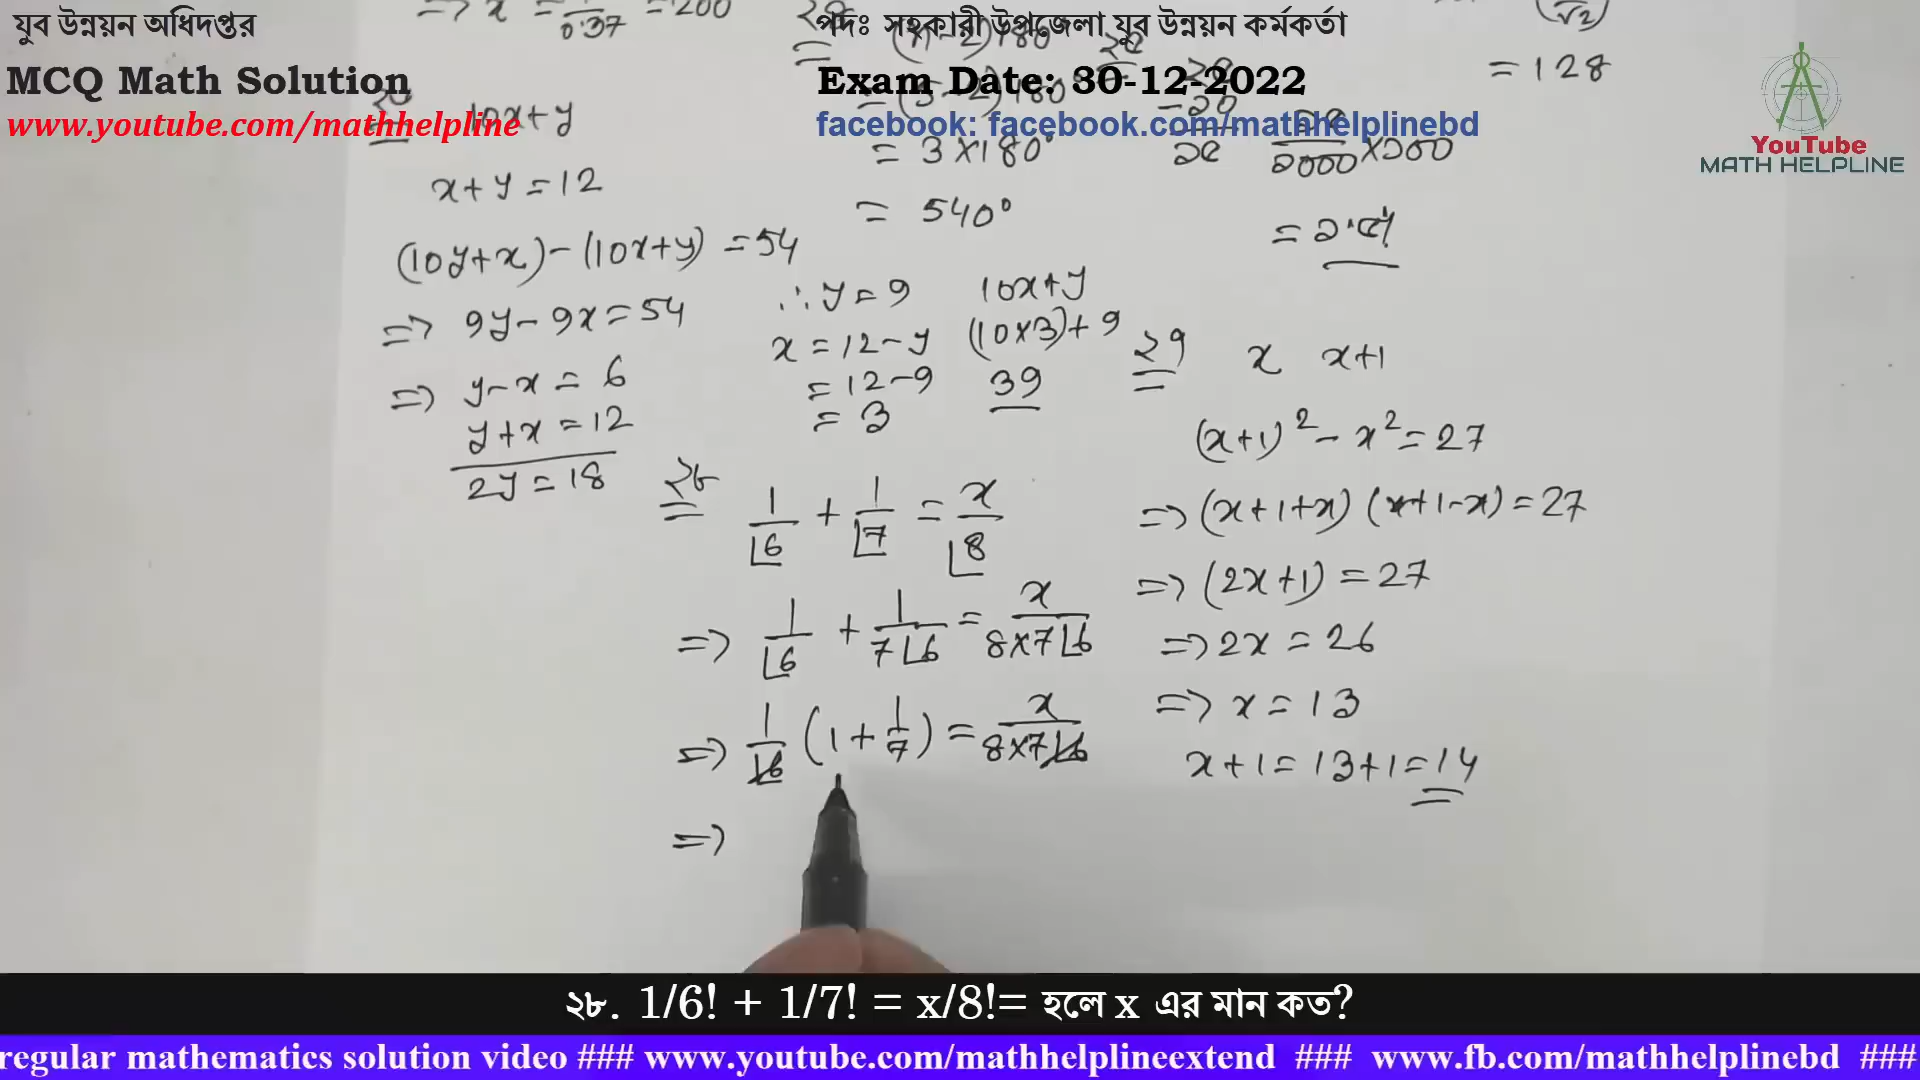 যুব উন্নয়ন অধিদপ্তর
পদঃ সহকারী উপজেলা যুব উন্নয়ন কর্মকর্তা
MCQ Math Solution
Exam Date: 30-12-2022
www.youtube.com/mathhelpline
facebook: facebook.com/mathhelplinebd
YouTube
MATH HELPLINE
10x+y
x+y=12
(10y+x)-(10x+y) =54
=> 9y-9x=54
=> y-x = 6
y+x =12
2y=18
= 3×180°
= 540°
∴ y=9
x =12-y
=12-9
= 3
10x+y
(10×3)+9
39
=128
২৭
x x+1
(x+1)²-x²=27
=> (x+1+x) (x+1-x)=27
=> (2x+1) =27
=> 2x = 26
=> x=13
x+1=13+1=14
২৮
1/⌊6 + 1/⌊7 = x/⌊8
=> 1/⌊6 + 1/7⌊6 = x/8×7⌊6
=> 1/⌊6 (1+1/7) = x/8×7⌊6
=>
২৮. 1/6! + 1/7! = x/8!= হলে x এর মান কত?
regular mathematics solution video ### www.youtube.com/mathhelplineextend ### www.fb.com/mathhelplinebd ###